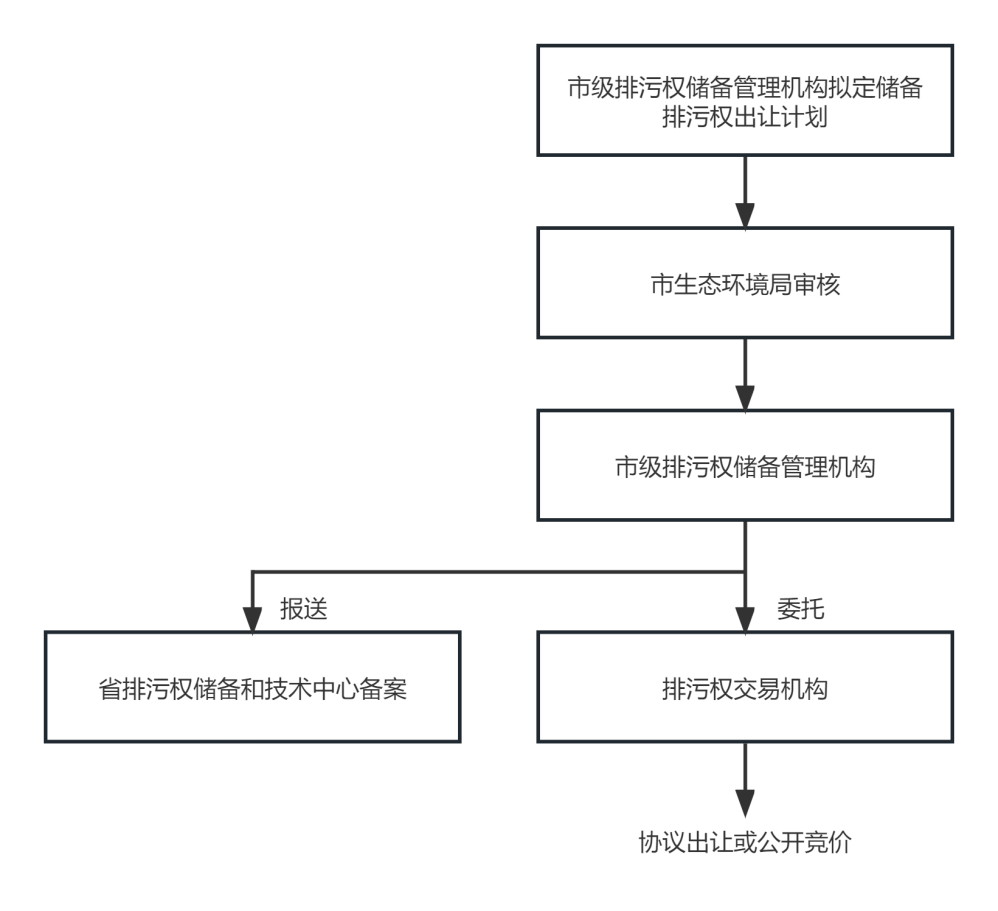 市级排污权储备管理机构拟定储备
排污权出让计划
市生态环境局审核
市级排污权储备管理机构
报送
委托
省排污权储备和技术中心备案
排污权交易机构
协议出让或公开竞价